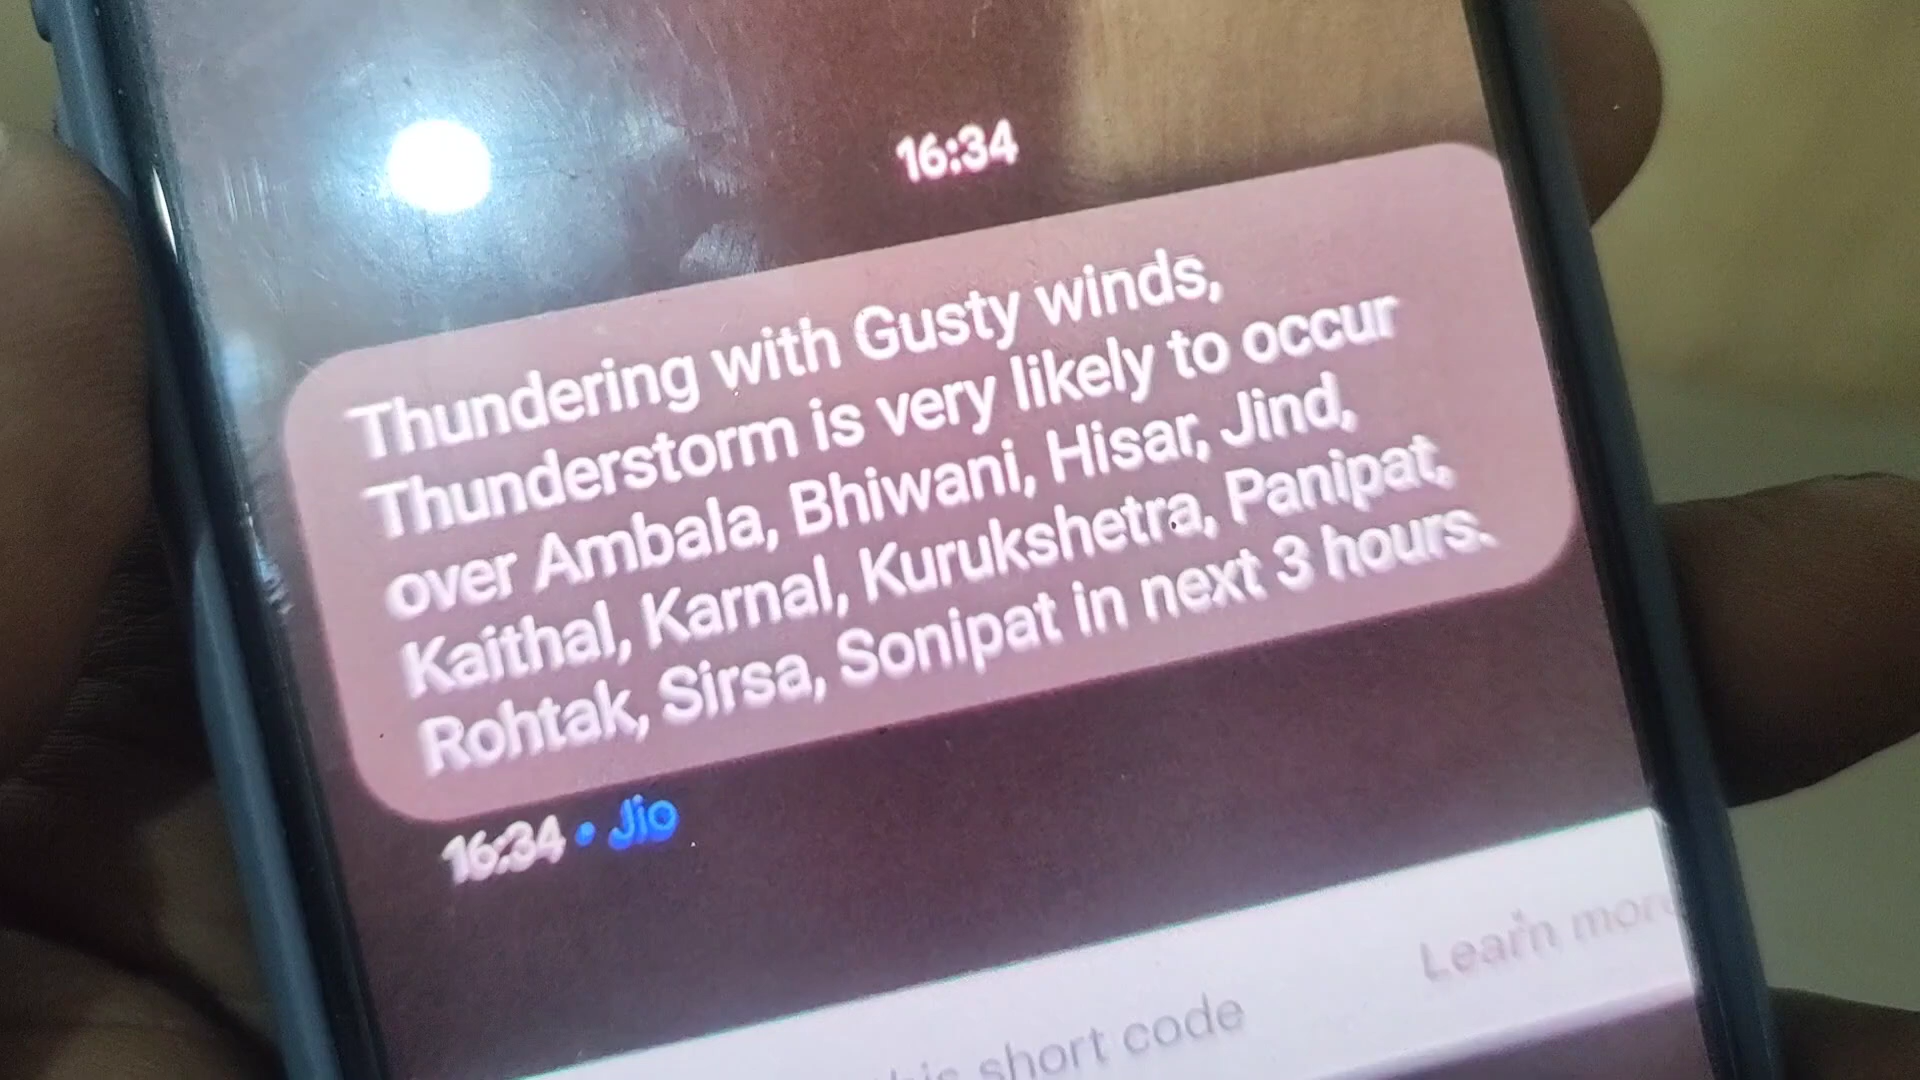 16:34
Thundering with Gusty winds,
Thunderstorm is very likely to occur
over Ambala, Bhiwani, Hisar, Jind,
Kaithal, Karnal, Kurukshetra, Panipat,
Rohtak, Sirsa, Sonipat in next 3 hours.
16:34 • Jio
short code
Learn